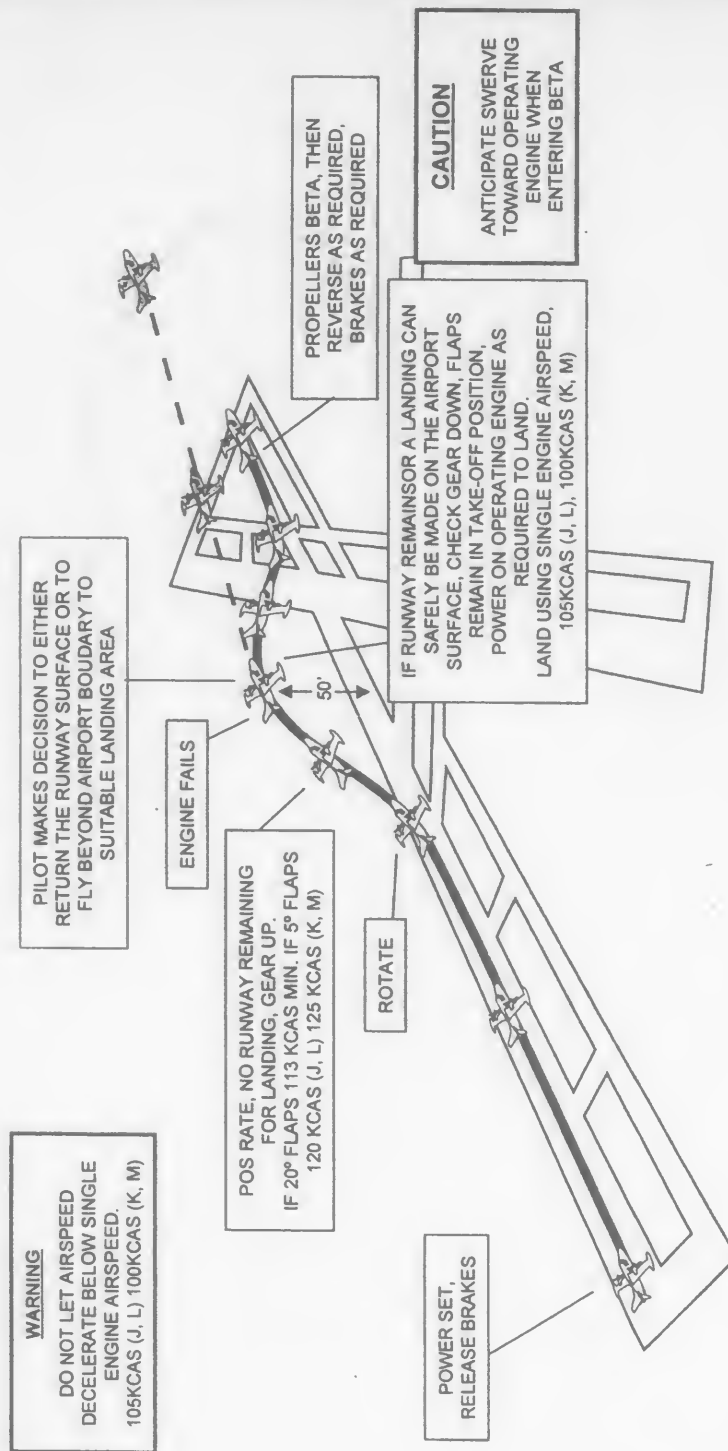 WARNING
DO NOT LET AIRSPEED
DECELERATE BELOW SINGLE
ENGINE AIRSPEED.
105KCAS (J, L) 100KCAS (K, M)
PILOT MAKES DECISION TO EITHER
RETURN THE RUNWAY SURFACE OR TO
FLY BEYOND AIRPORT BOUDARY TO
SUITABLE LANDING AREA
ENGINE FAILS
POS RATE, NO RUNWAY REMAINING
FOR LANDING, GEAR UP.
IF 20° FLAPS 113 KCAS MIN. IF 5° FLAPS
120 KCAS (J, L) 125 KCAS (K, M)
ROTATE
POWER SET,
RELEASE BRAKES
50'
PROPELLERS BETA, THEN
REVERSE AS REQUIRED,
BRAKES AS REQUIRED
IF RUNWAY REMAINSOR A LANDING CAN
SAFELY BE MADE ON THE AIRPORT
SURFACE, CHECK GEAR DOWN, FLAPS
REMAIN IN TAKE-OFF POSITION,
POWER ON OPERATING ENGINE AS
REQUIRED TO LAND.
LAND USING SINGLE ENGINE AIRSPEED,
105KCAS (J, L), 100KCAS (K, M)
CAUTION
ANTICIPATE SWERVE
TOWARD OPERATING
ENGINE WHEN
ENTERING BETA